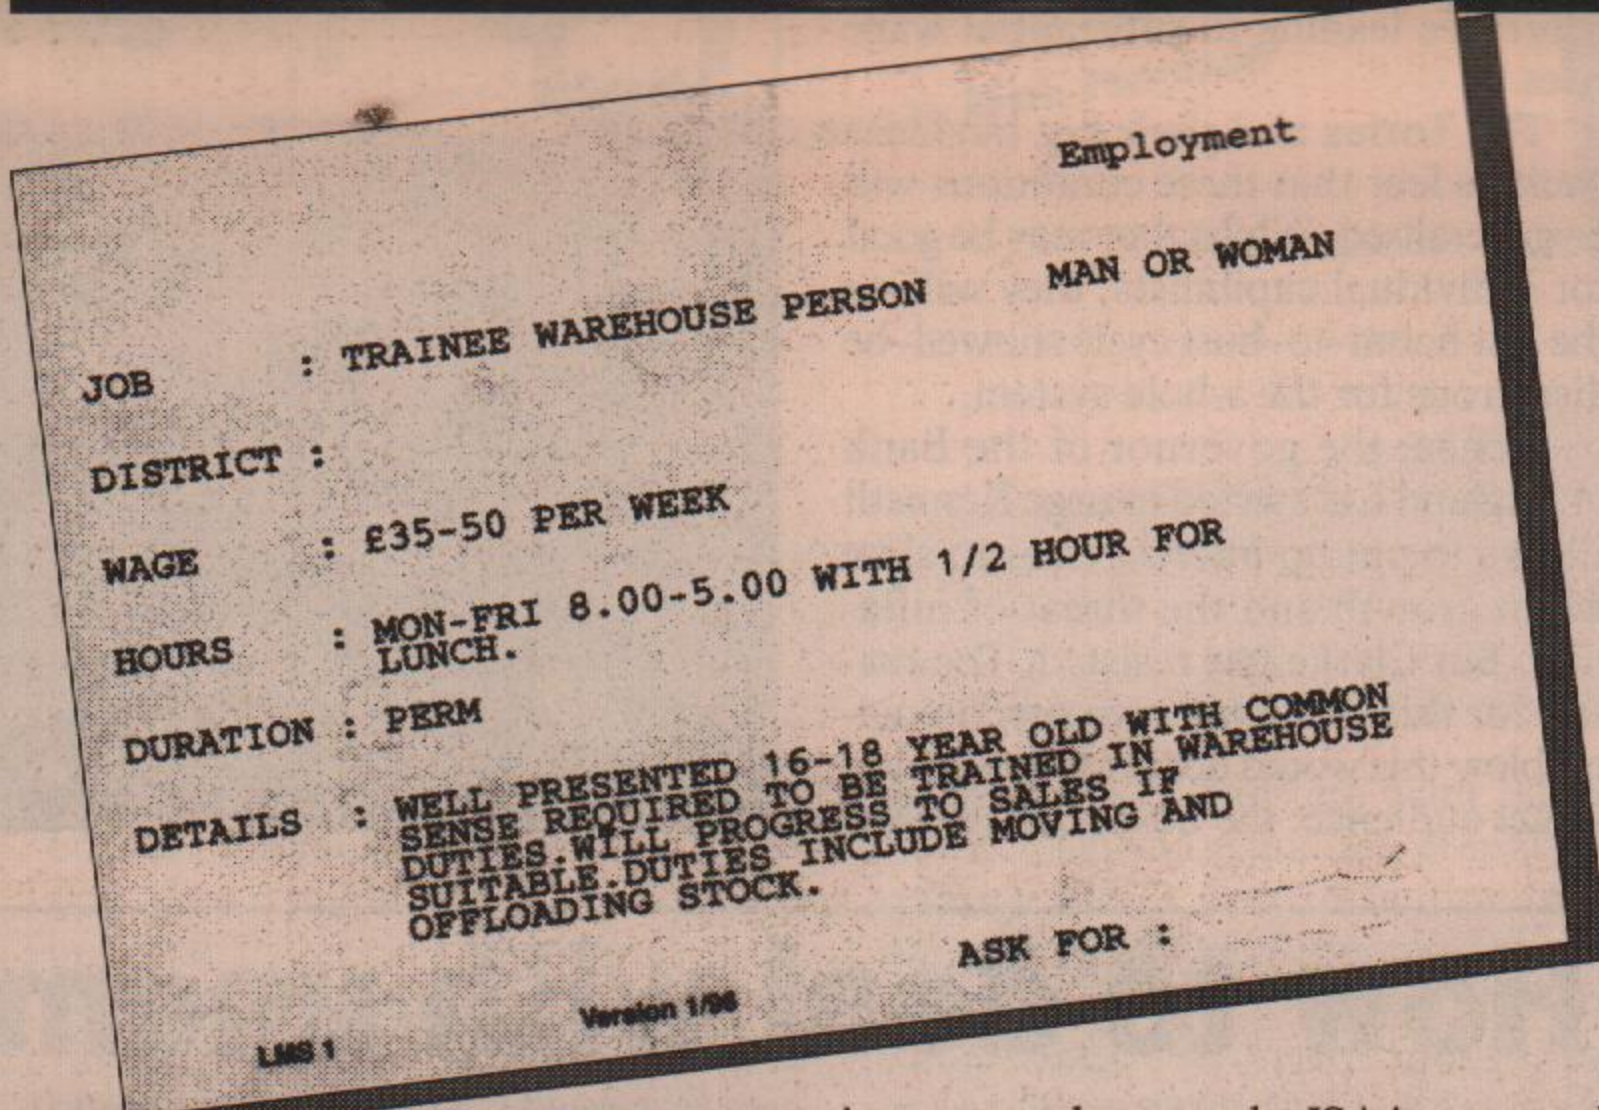 Employment
JOB : TRAINEE WAREHOUSE PERSON MAN OR WOMAN
DISTRICT :
WAGE : £35-50 PER WEEK
HOURS : MON-FRI 8.00-5.00 WITH 1/2 HOUR FOR
LUNCH.
DURATION : PERM
DETAILS : WELL PRESENTED 16-18 YEAR OLD WITH COMMON
SENSE REQUIRED TO BE TRAINED IN WAREHOUSE
DUTIES.WILL PROGRESS TO SALES IF
SUITABLE.DUTIES INCLUDE MOVING AND
OFFLOADING STOCK.
ASK FOR :
LMS 1 Version 1/96